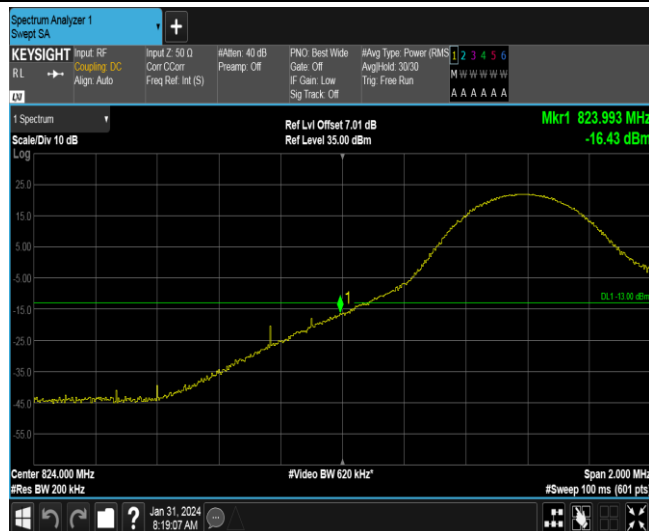 Spectrum Analyzer 1
Swept SA
+
KEYSIGHT
RL
Input: RF
Coupling: DC
Align: Auto
Input Z: 50 Ω
Corr CCorr
Freq Ref: Int (S)
#Atten: 40 dB
Preamp: Off
PNO: Best Wide
Gate: Off
IF Gain: Low
Sig Track: Off
#Avg Type: Power (RMS
Avg|Hold: 30/30
Trig: Free Run
1 2 3 4 5 6
M W W W W W
A A A A A A
1 Spectrum
Scale/Div 10 dB
Log
Ref Lvl Offset 7.01 dB
Ref Level 35.00 dBm
Mkr1 823.993 MHz
-16.43 dBm
25.0
15.0
5.00
-5.00
-15.0
-25.0
-35.0
-45.0
-55.0
1
DL1 -13.00 dBm
Center 824.000 MHz
#Res BW 200 kHz
#Video BW 620 kHz*
Span 2.000 MHz
#Sweep 100 ms (601 pts)
?
Jan 31, 2024
8:19:07 AM